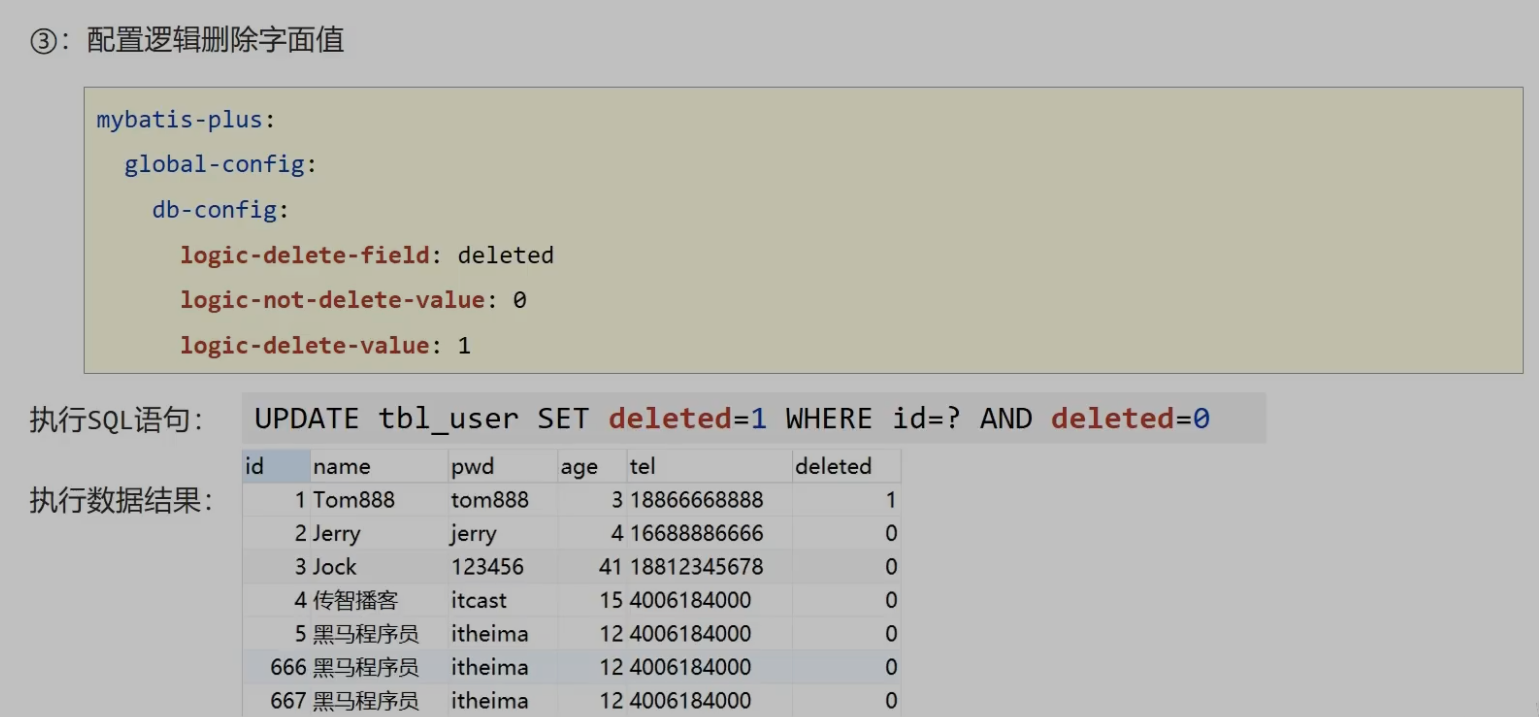 ③：配置逻辑删除字面值
mybatis-plus:
global-config:
db-config:
logic-delete-field: deleted
logic-not-delete-value: 0
logic-delete-value: 1
执行SQL语句： UPDATE tbl_user SET deleted=1 WHERE id=? AND deleted=0
执行数据结果：
id name pwd age tel deleted
1 Tom888 tom888 3 18866668888 1
2 Jerry jerry 4 16688886666 0
3 Jock 123456 41 18812345678 0
4 传智播客 itcast 15 4006184000 0
5 黑马程序员 itheima 12 4006184000 0
666 黑马程序员 itheima 12 4006184000 0
667 黑马程序员 itheima 12 4006184000 0